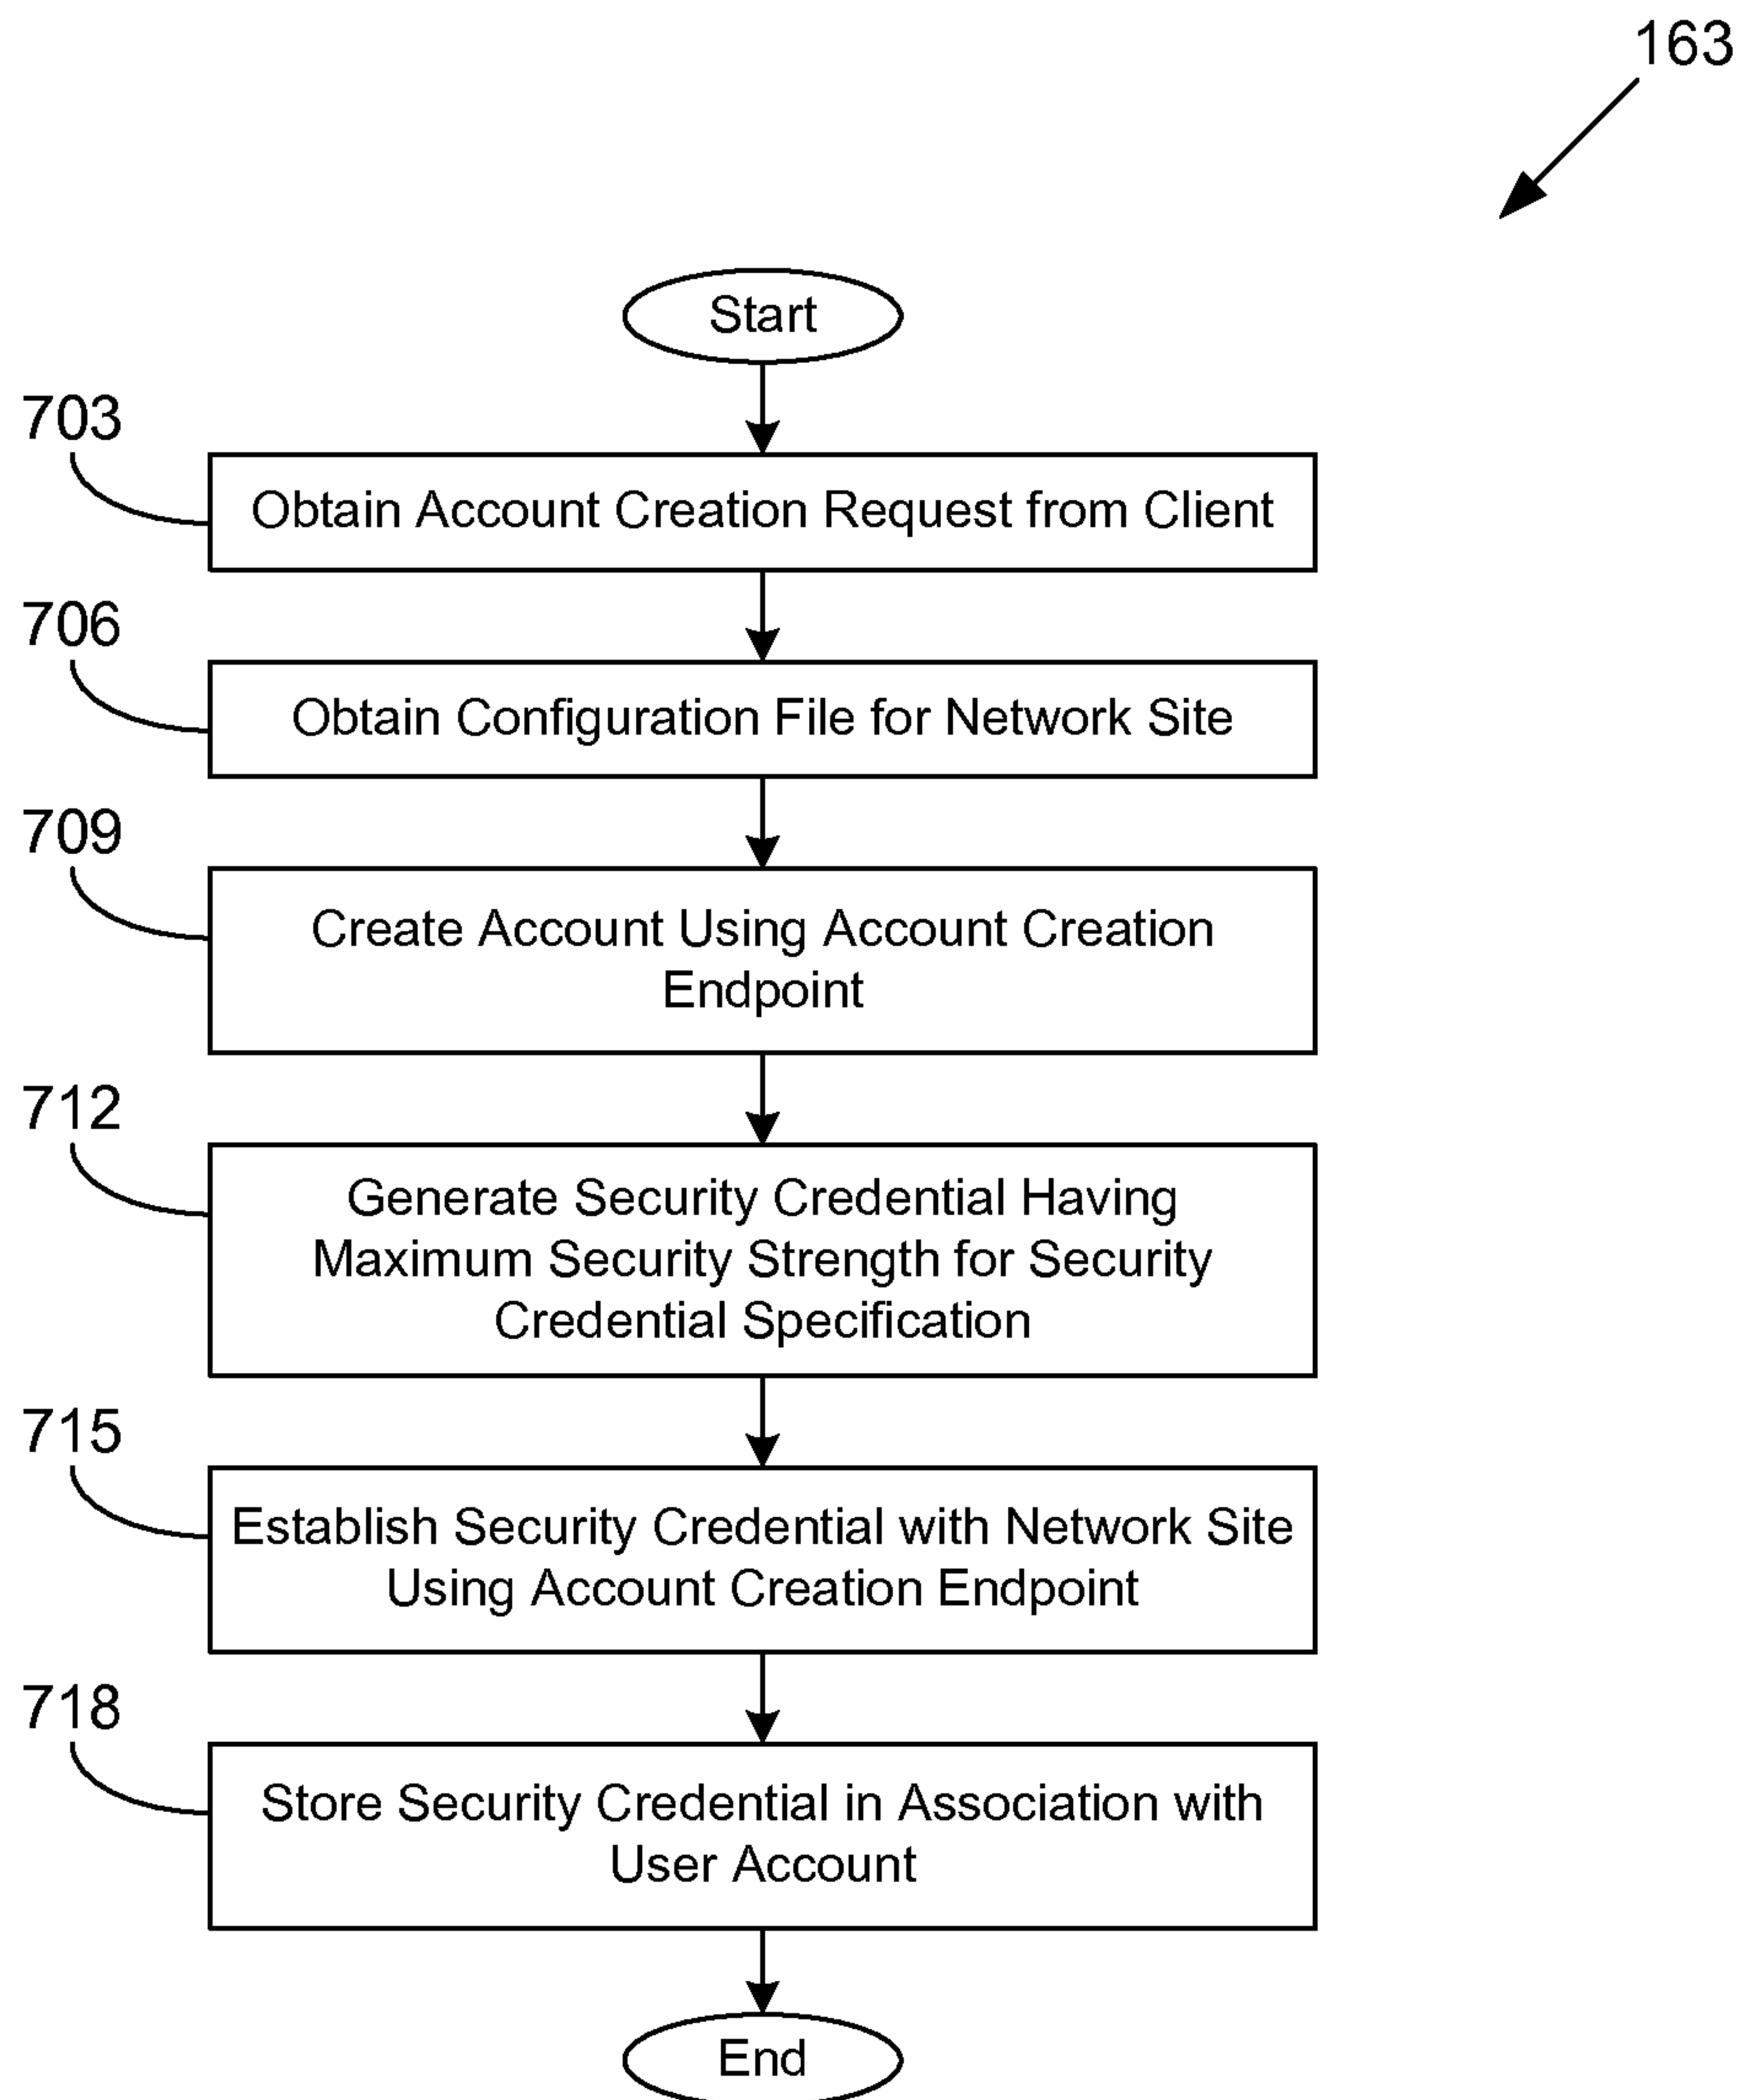 163
Start
703
Obtain Account Creation Request from Client
706
Obtain Configuration File for Network Site
709
Create Account Using Account Creation
Endpoint
712
Generate Security Credential Having
Maximum Security Strength for Security
Credential Specification
715
Establish Security Credential with Network Site
Using Account Creation Endpoint
718
Store Security Credential in Association with
User Account
End